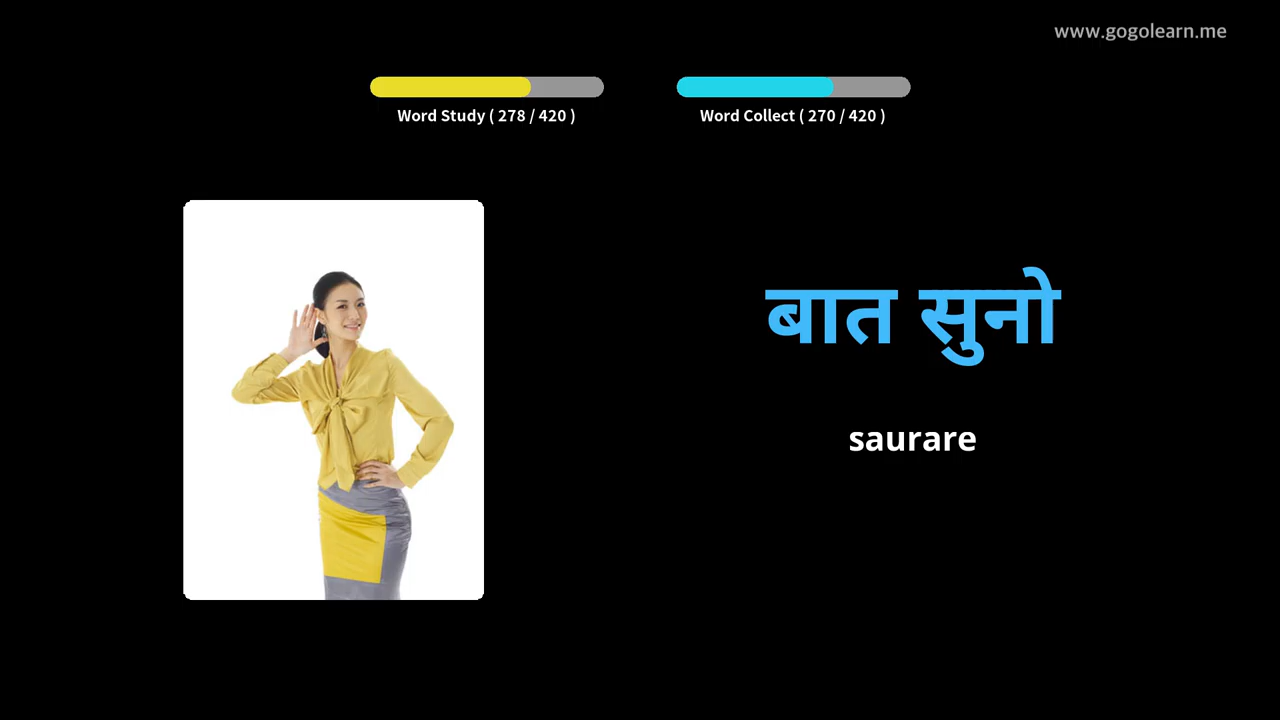 www.gogolearn.me
Word Study ( 278 / 420 )
Word Collect ( 270 / 420 )
बात सुनो
saurare